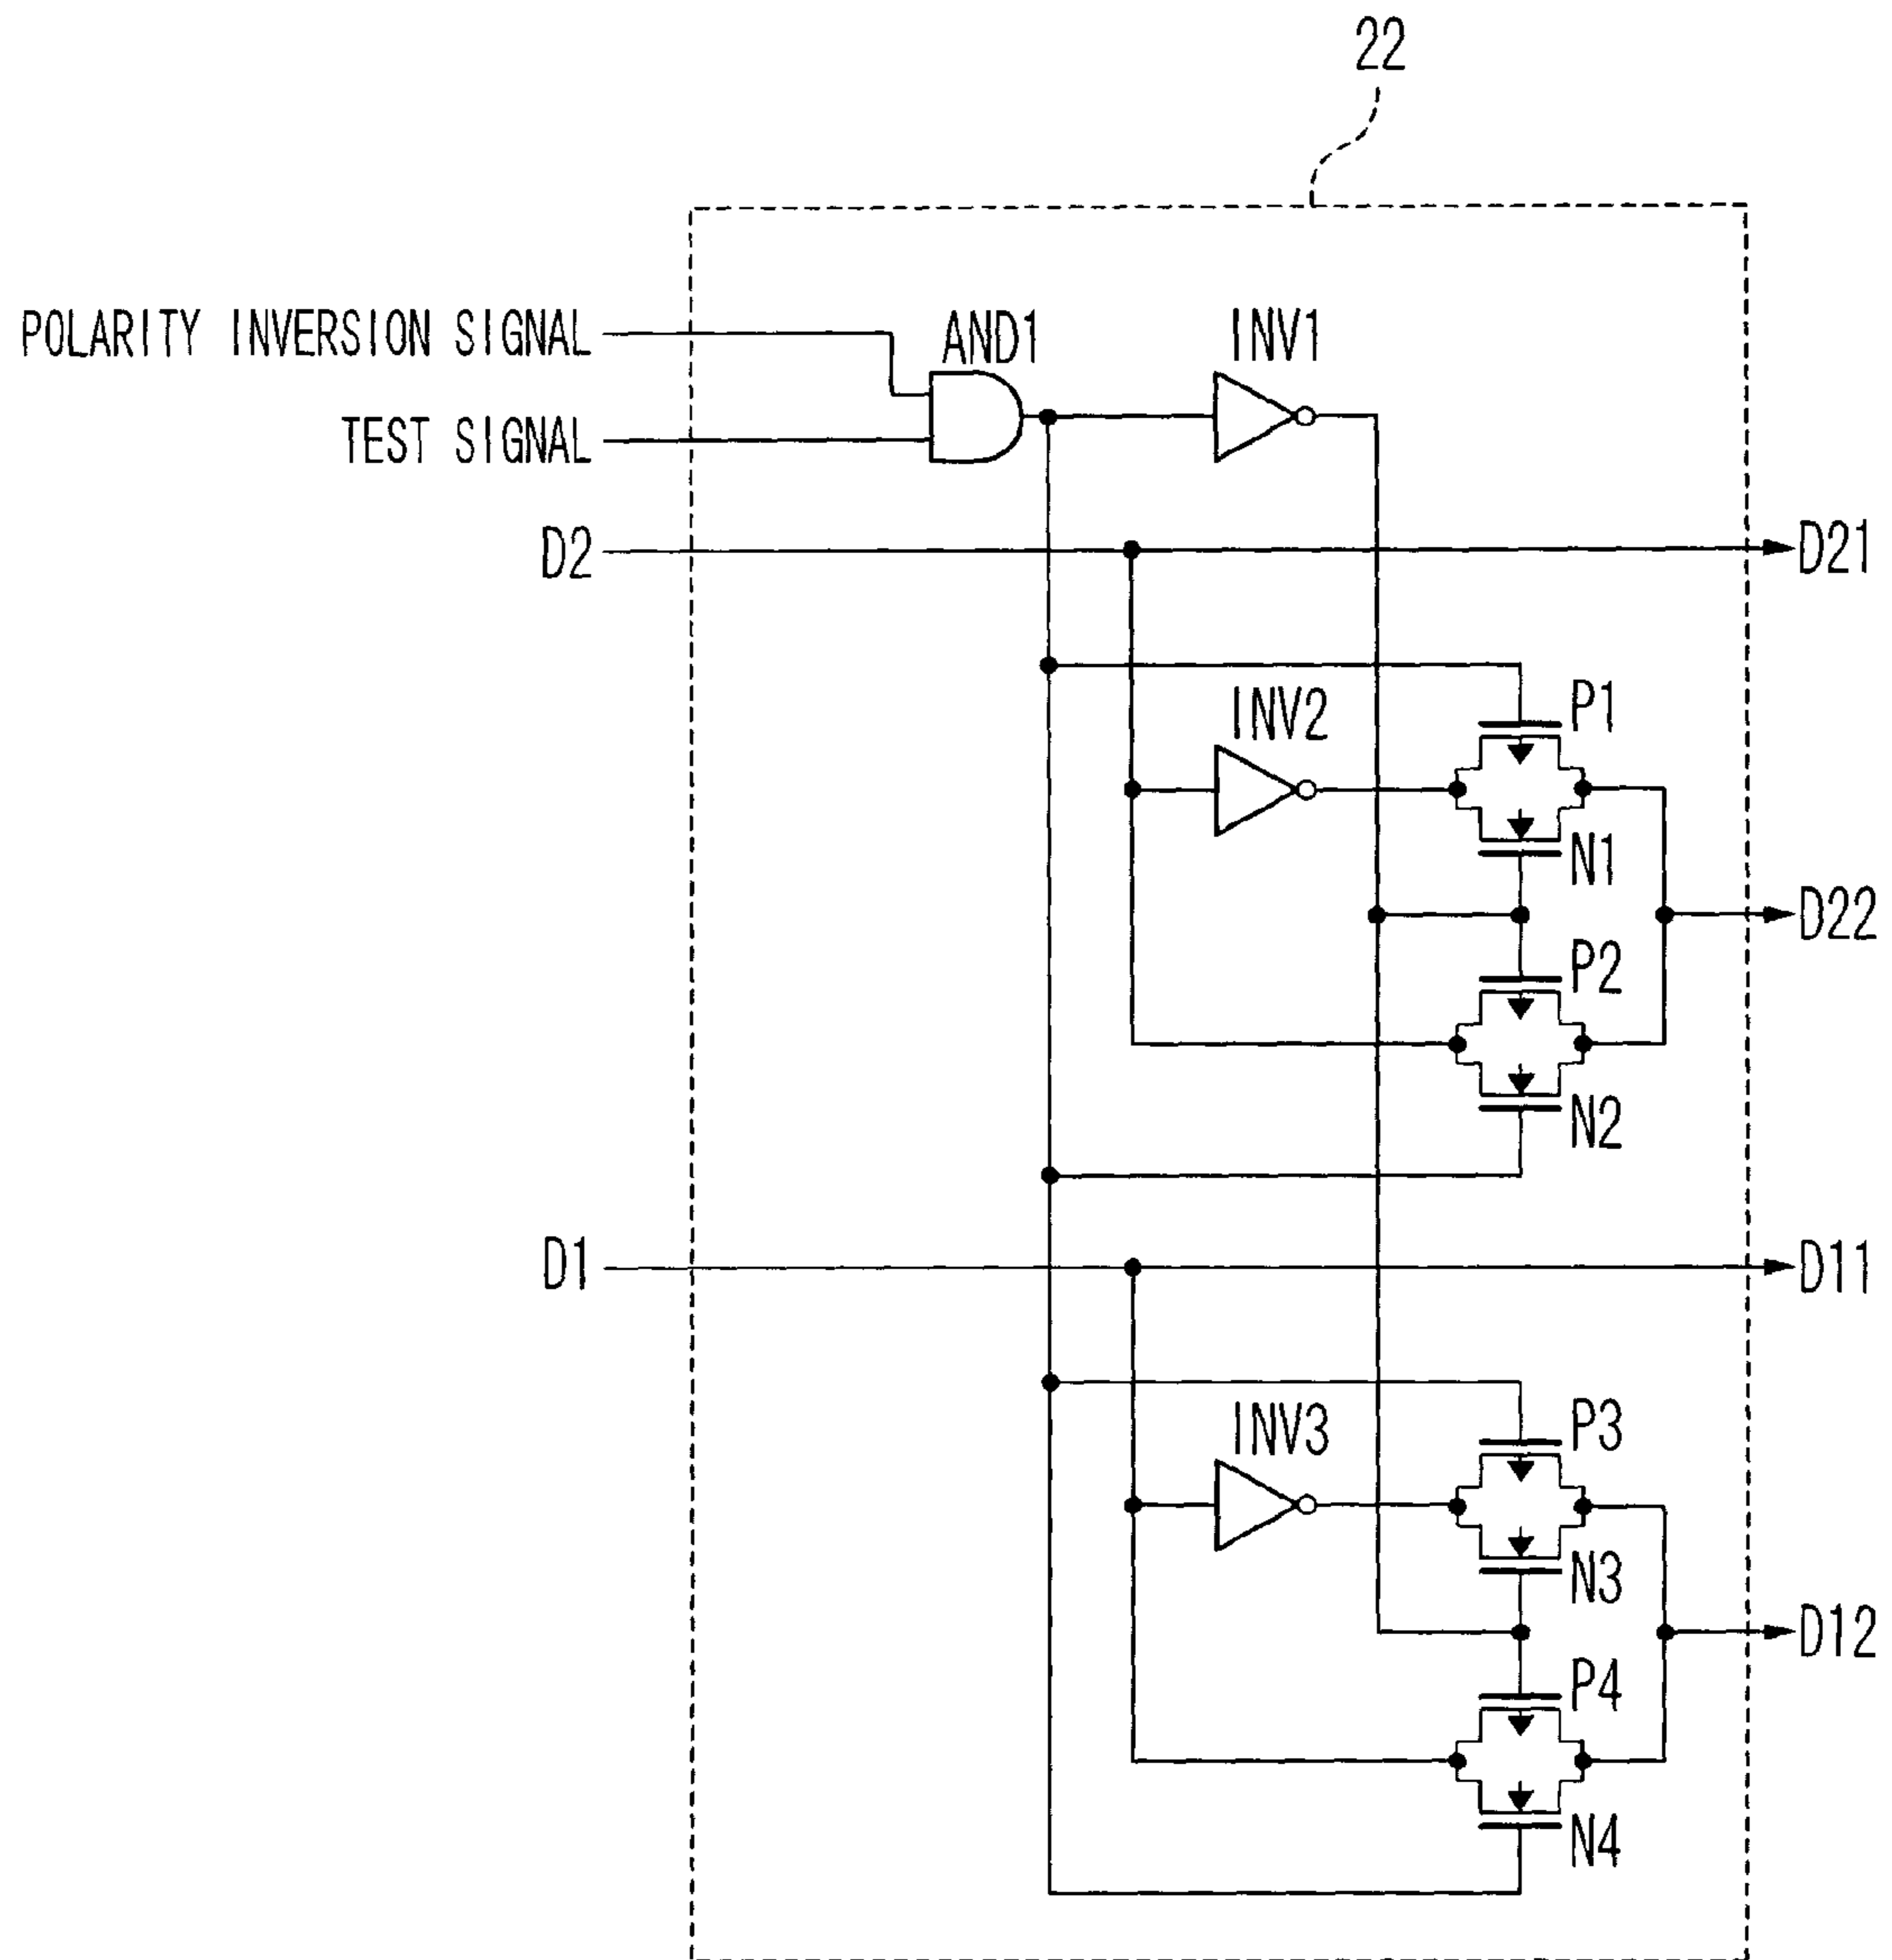 22
POLARITY INVERSION SIGNAL
AND1
INV1
TEST SIGNAL
D2
D21
P1
INV2
N1
D22
P2
N2
D1
D11
P3
INV3
N3
D12
P4
N4